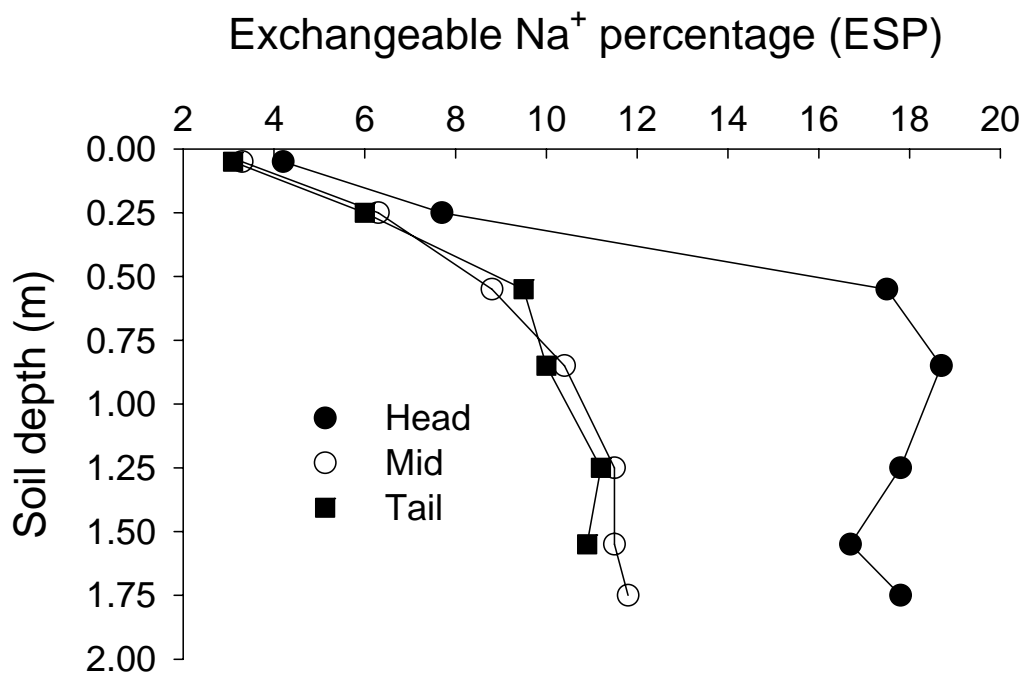 Exchangeable Na⁺ percentage (ESP)
2 4 6 8 10 12 14 16 18 20
0.00
0.25
0.50
0.75
1.00
1.25
1.50
1.75
2.00
Soil depth (m)
Head
Mid
Tail